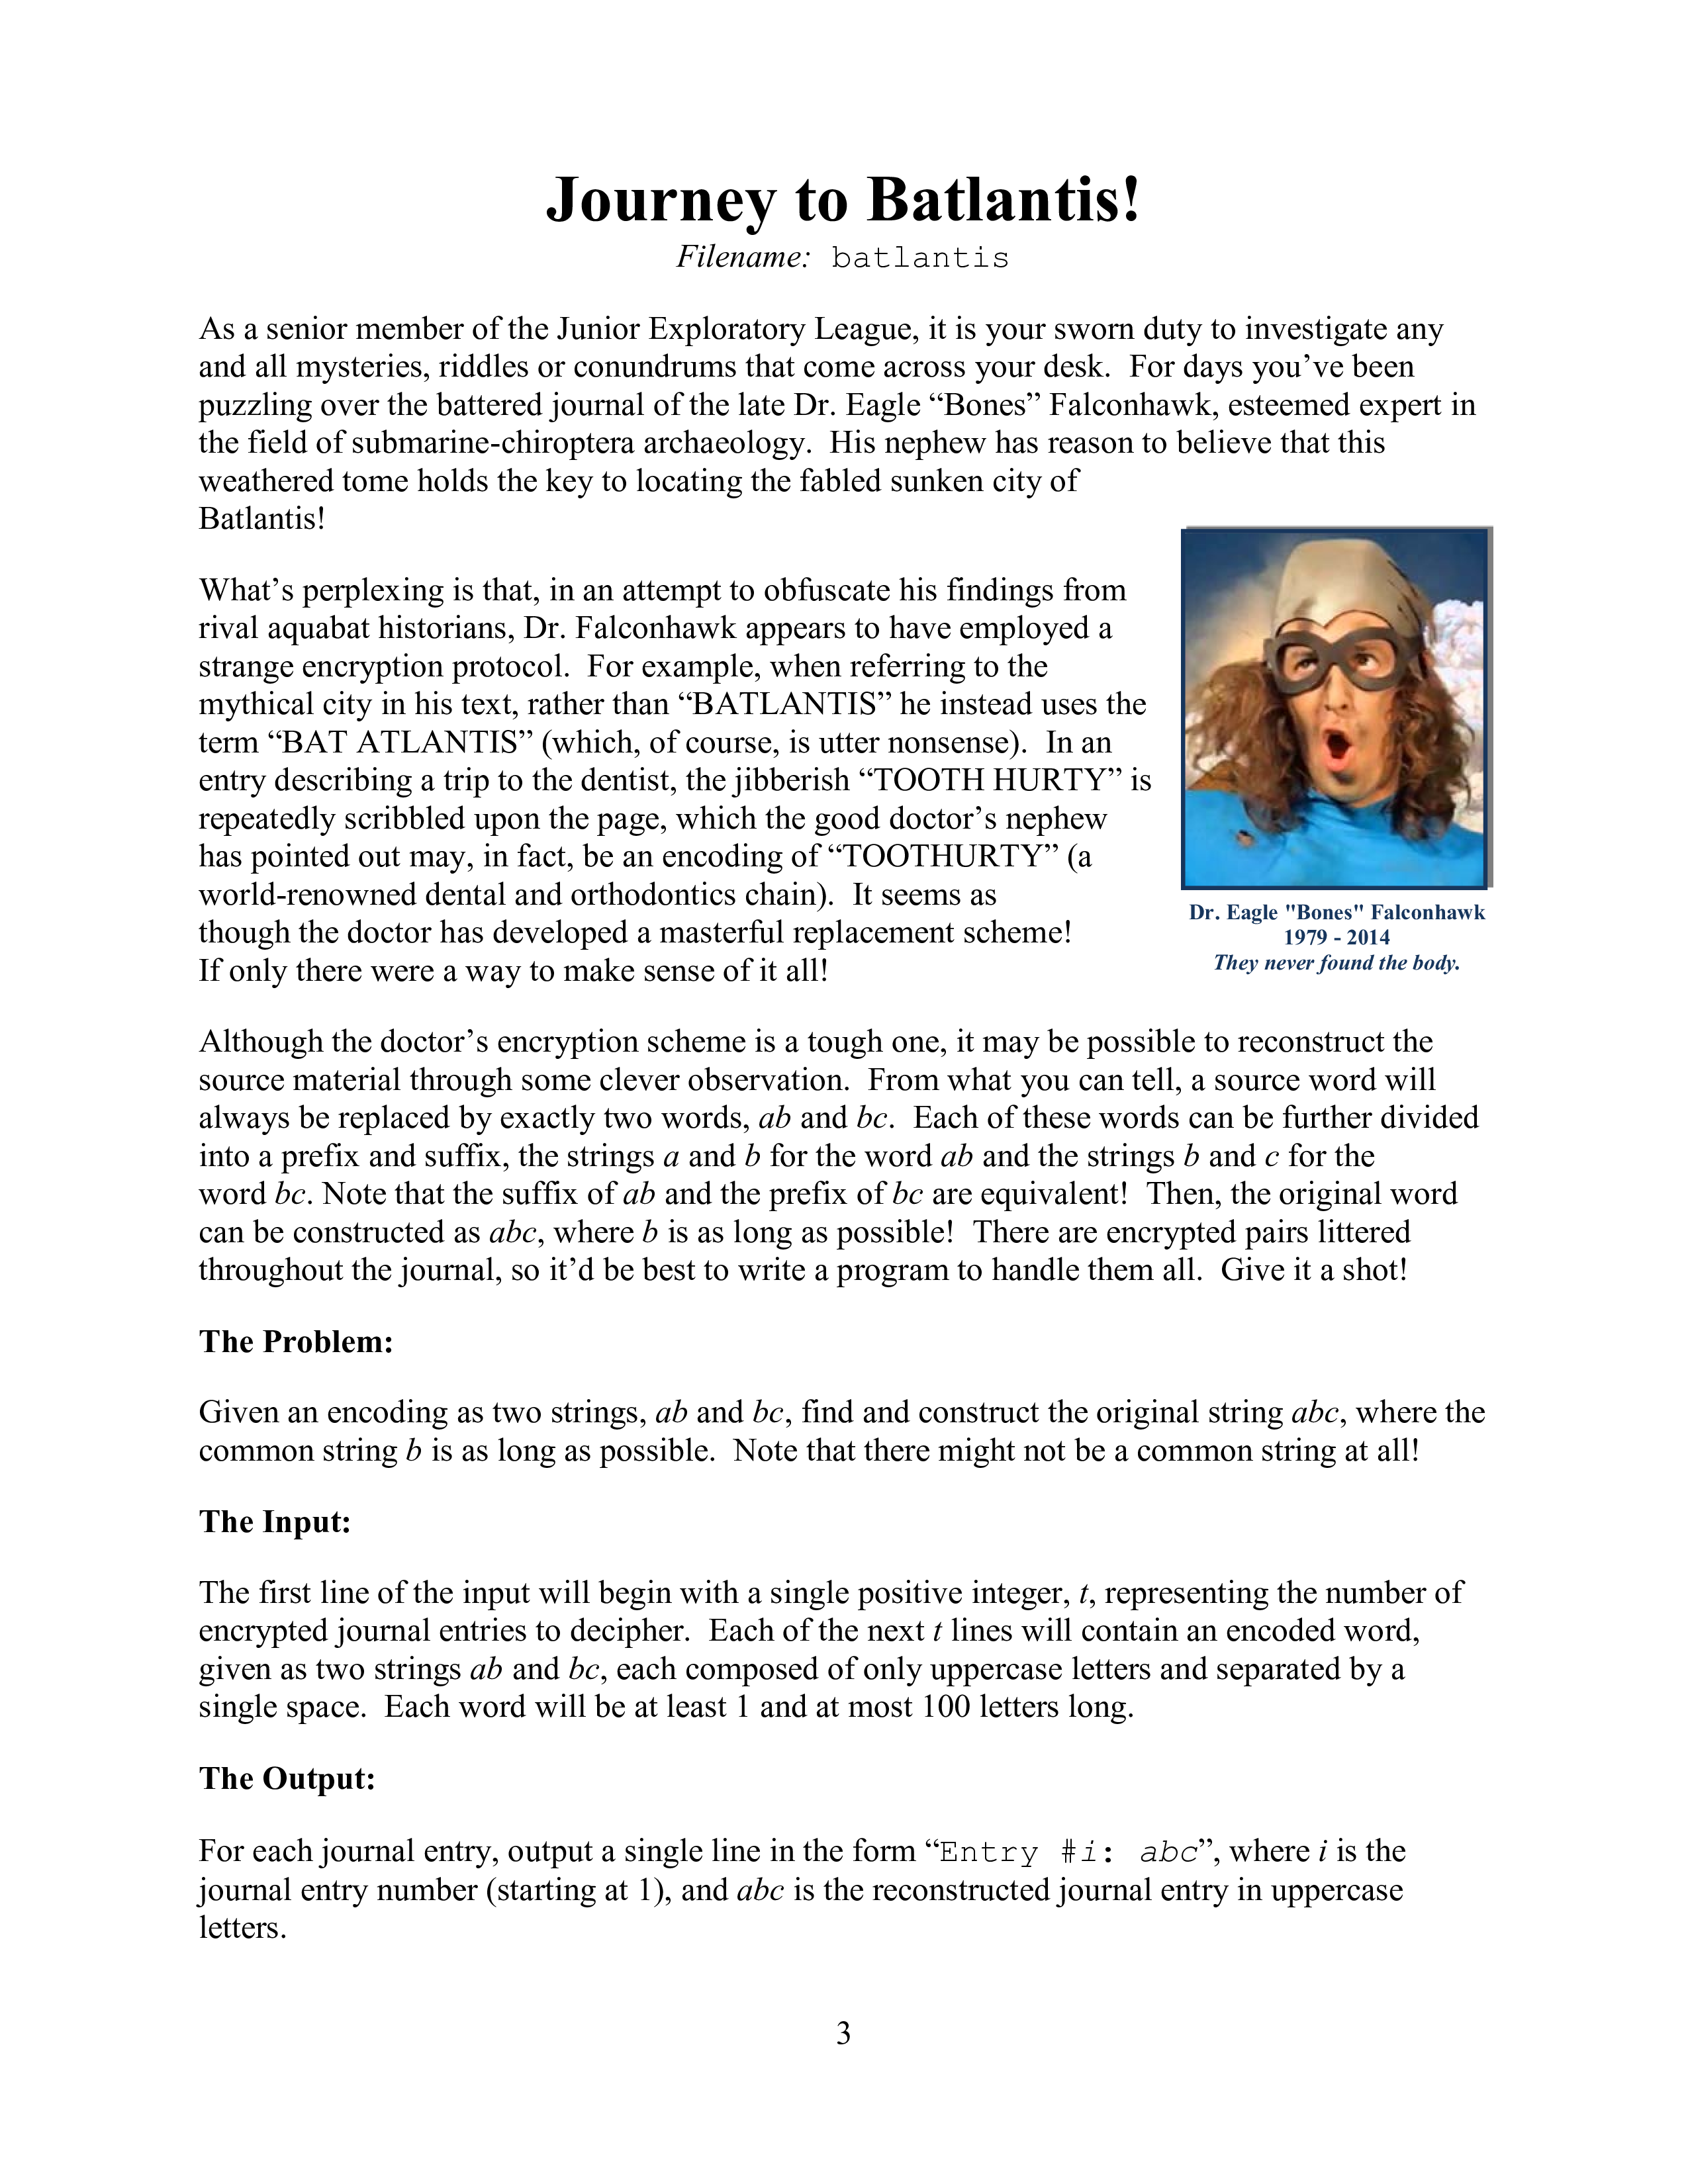 Journey to Batlantis!
Filename: batlantis
As a senior member of the Junior Exploratory League, it is your sworn duty to investigate any
and all mysteries, riddles or conundrums that come across your desk.  For days you’ve been
puzzling over the battered journal of the late Dr. Eagle “Bones” Falconhawk, esteemed expert in
the field of submarine-chiroptera archaeology.  His nephew has reason to believe that this
weathered tome holds the key to locating the fabled sunken city of
Batlantis!
What’s perplexing is that, in an attempt to obfuscate his findings from
rival aquabat historians, Dr. Falconhawk appears to have employed a
strange encryption protocol.  For example, when referring to the
mythical city in his text, rather than “BATLANTIS” he instead uses the
term “BAT ATLANTIS” (which, of course, is utter nonsense).  In an
entry describing a trip to the dentist, the jibberish “TOOTH HURTY” is
repeatedly scribbled upon the page, which the good doctor’s nephew
has pointed out may, in fact, be an encoding of “TOOTHURTY” (a
world-renowned dental and orthodontics chain).  It seems as
though the doctor has developed a masterful replacement scheme!
If only there were a way to make sense of it all!
Dr. Eagle "Bones" Falconhawk
1979 - 2014
They never found the body.
Although the doctor’s encryption scheme is a tough one, it may be possible to reconstruct the
source material through some clever observation.  From what you can tell, a source word will
always be replaced by exactly two words, ab and bc.  Each of these words can be further divided
into a prefix and suffix, the strings a and b for the word ab and the strings b and c for the
word bc. Note that the suffix of ab and the prefix of bc are equivalent!  Then, the original word
can be constructed as abc, where b is as long as possible!  There are encrypted pairs littered
throughout the journal, so it’d be best to write a program to handle them all.  Give it a shot!
The Problem:
Given an encoding as two strings, ab and bc, find and construct the original string abc, where the
common string b is as long as possible.  Note that there might not be a common string at all!
The Input:
The first line of the input will begin with a single positive integer, t, representing the number of
encrypted journal entries to decipher.  Each of the next t lines will contain an encoded word,
given as two strings ab and bc, each composed of only uppercase letters and separated by a
single space.  Each word will be at least 1 and at most 100 letters long.
The Output:
For each journal entry, output a single line in the form “Entry #i: abc”, where i is the
journal entry number (starting at 1), and abc is the reconstructed journal entry in uppercase
letters.
3